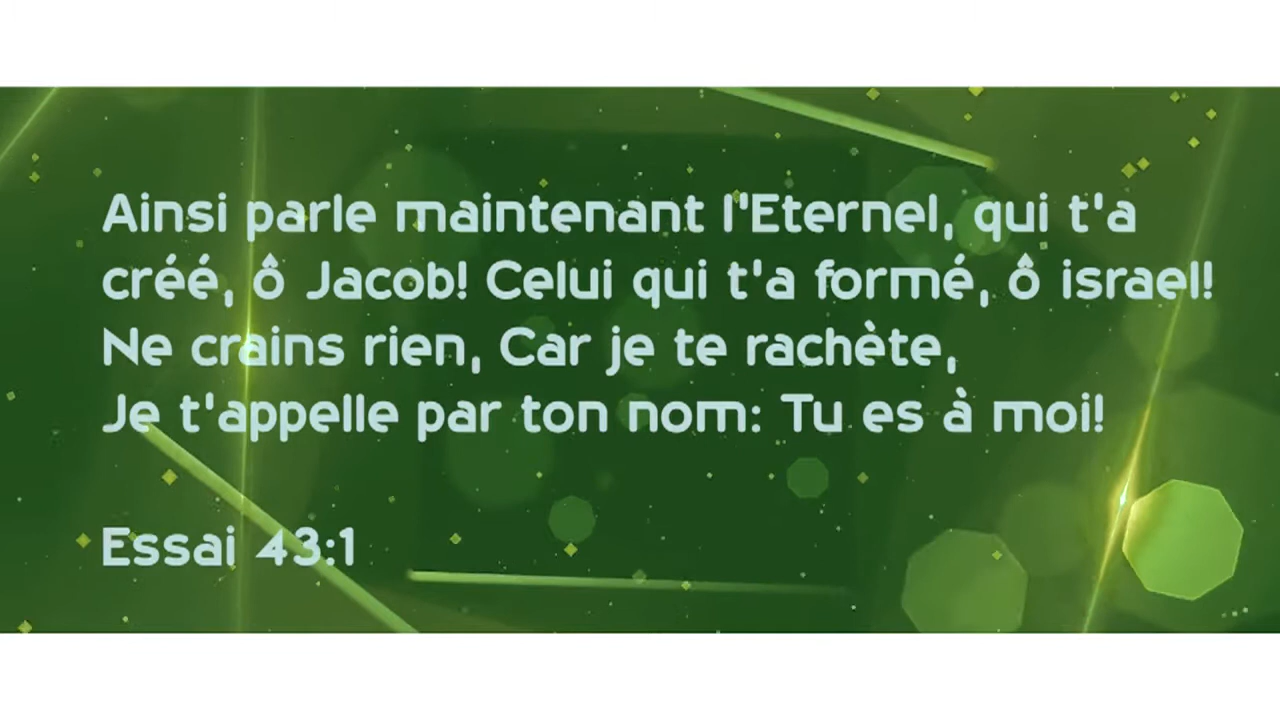 Ainsi parle maintenant l'Eternel, qui t'a
créé, ô Jacob! Celui qui t'a formé, ô israel!
Ne crains rien, Car je te rachète,
Je t'appelle par ton nom: Tu es à moi!
Essai 43:1